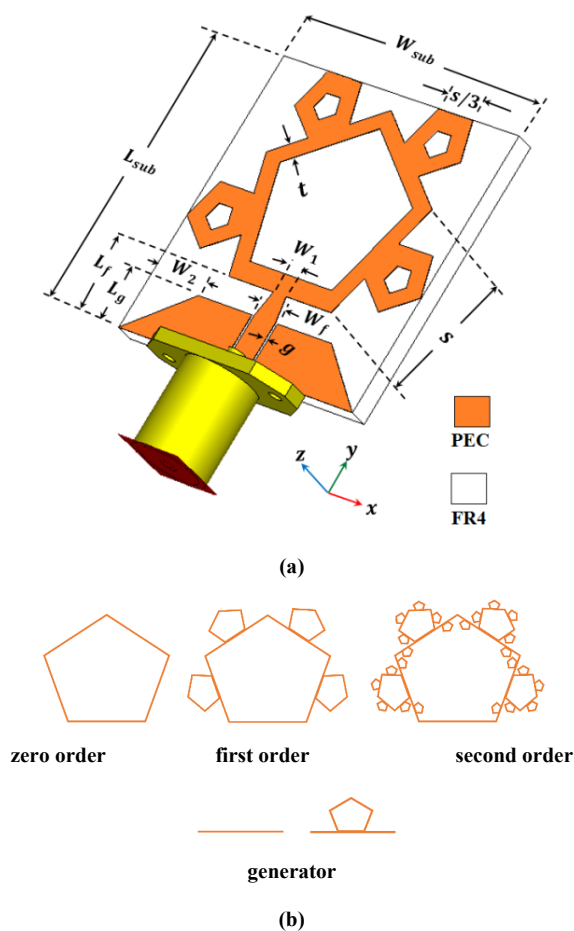 W_sub
s/3
L_sub
t
W_1
L_f
W_2
L_g
W_f
g
s
z
y
x
PEC
FR4
(a)
zero order
first order
second order
generator
(b)